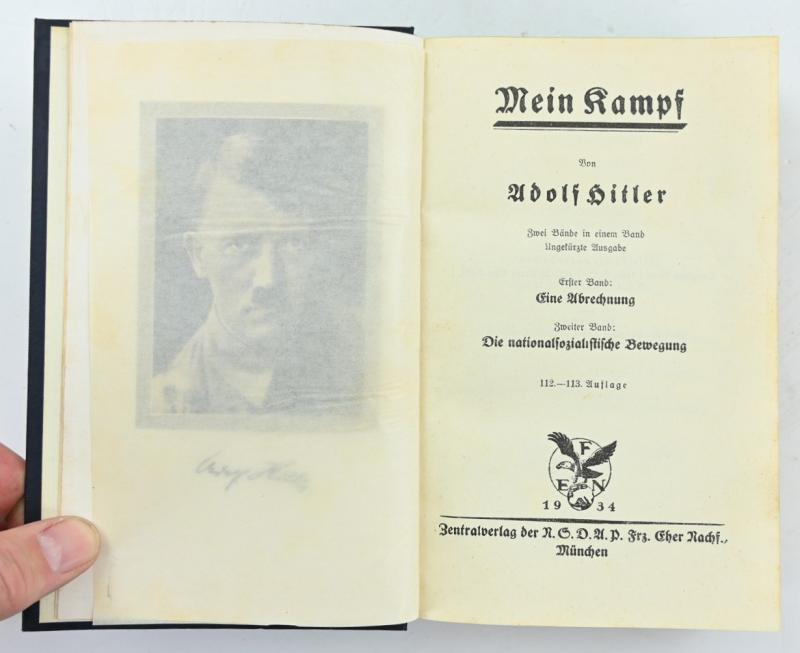 Mein Kampf
Von
Adolf Hitler
Zwei Bände in einem Band
Ungekürzte Ausgabe
Erster Band:
Eine Abrechnung
Zweiter Band:
Die nationalsozialistische Bewegung
112.—113. Auflage
F
E N
19 34
Zentralverlag der N.S.D.A.P. Frz. Eher Nachf.,
München